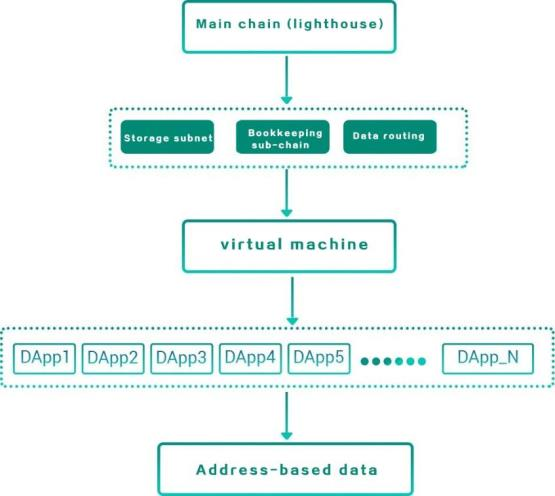 Main chain (lighthouse)
Storage subnet
Bookkeeping
sub-chain
Data routing
virtual machine
DApp1 DApp2 DApp3 DApp4 DApp5 DApp_N
Address-based data